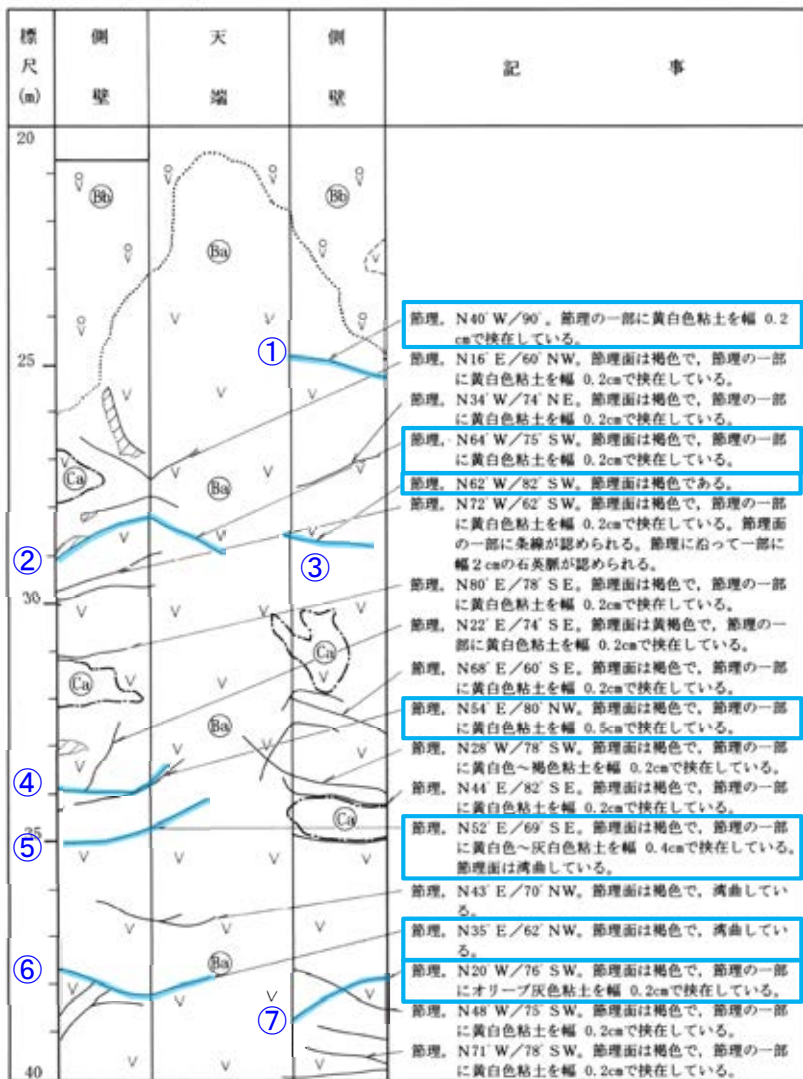 標尺(m)
側壁
天端
側壁
記事
20
25
30
35
40
Bb
Ba
Bb
Ca
Ba
Ca
Ca
Ba
Ca
Ba
①
②
③
④
⑤
⑥
⑦
節理，N40°W／90°。節理の一部に黄白色粘土を幅 0.2
cmで挟在している。
節理，N16°E／60°NW。節理面は褐色で，節理の一部
に黄白色粘土を幅 0.2cmで挟在している。
節理，N34°W／74°NE。節理面は褐色で，節理の一部
に黄白色粘土を幅 0.2cmで挟在している。
節理，N64°W／75°SW。節理面は褐色で，節理の一部
に黄白色粘土を幅 0.2cmで挟在している。
節理，N62°W／82°SW。節理面は褐色である。
節理，N72°W／62°SW。節理面は褐色で，節理の一部
に黄白色粘土を幅 0.2cmで挟在している。節理面
の一部に条線が認められる。節理に沿って一部に
幅２cmの石英脈が認められる。
節理，N80°E／78°SE。節理面は褐色で，節理の一部
に黄白色粘土を幅 0.2cmで挟在している。
節理，N22°E／74°SE。節理面は黄褐色で，節理の一
部に黄白色粘土を幅 0.2cmで挟在している。
節理，N68°E／60°SE。節理面は褐色で，節理の一部
に黄白色粘土を幅 0.2cmで挟在している。
節理，N54°E／80°NW。節理面は褐色で，節理の一部
に黄白色粘土を幅 0.5cmで挟在している。
節理，N28°W／78°SW。節理面は褐色で，節理の一部
に黄白色～褐色粘土を幅 0.2cmで挟在している。
節理，N44°E／82°SE。節理面は褐色で，節理の一部
に黄白色粘土を幅 0.2cmで挟在している。
節理，N52°E／69°SE。節理面は褐色で，節理の一部
に黄白色～灰白色粘土を幅 0.4cmで挟在している。
節理面は湾曲している。
節理，N43°E／70°NW。節理面は褐色で，湾曲してい
る。
節理，N35°E／62°NW。節理面は褐色で，湾曲してい
る。
節理，N20°W／76°SW。節理面は褐色で，節理の一部
にオリーブ灰色粘土を幅 0.2cmで挟在している。
節理，N48°W／75°SW。節理面は褐色で，節理の一部
に黄白色粘土を幅 0.2cmで挟在している。
節理，N71°W／78°SW。節理面は褐色で，節理の一部
に黄白色粘土を幅 0.2cmで挟在している。